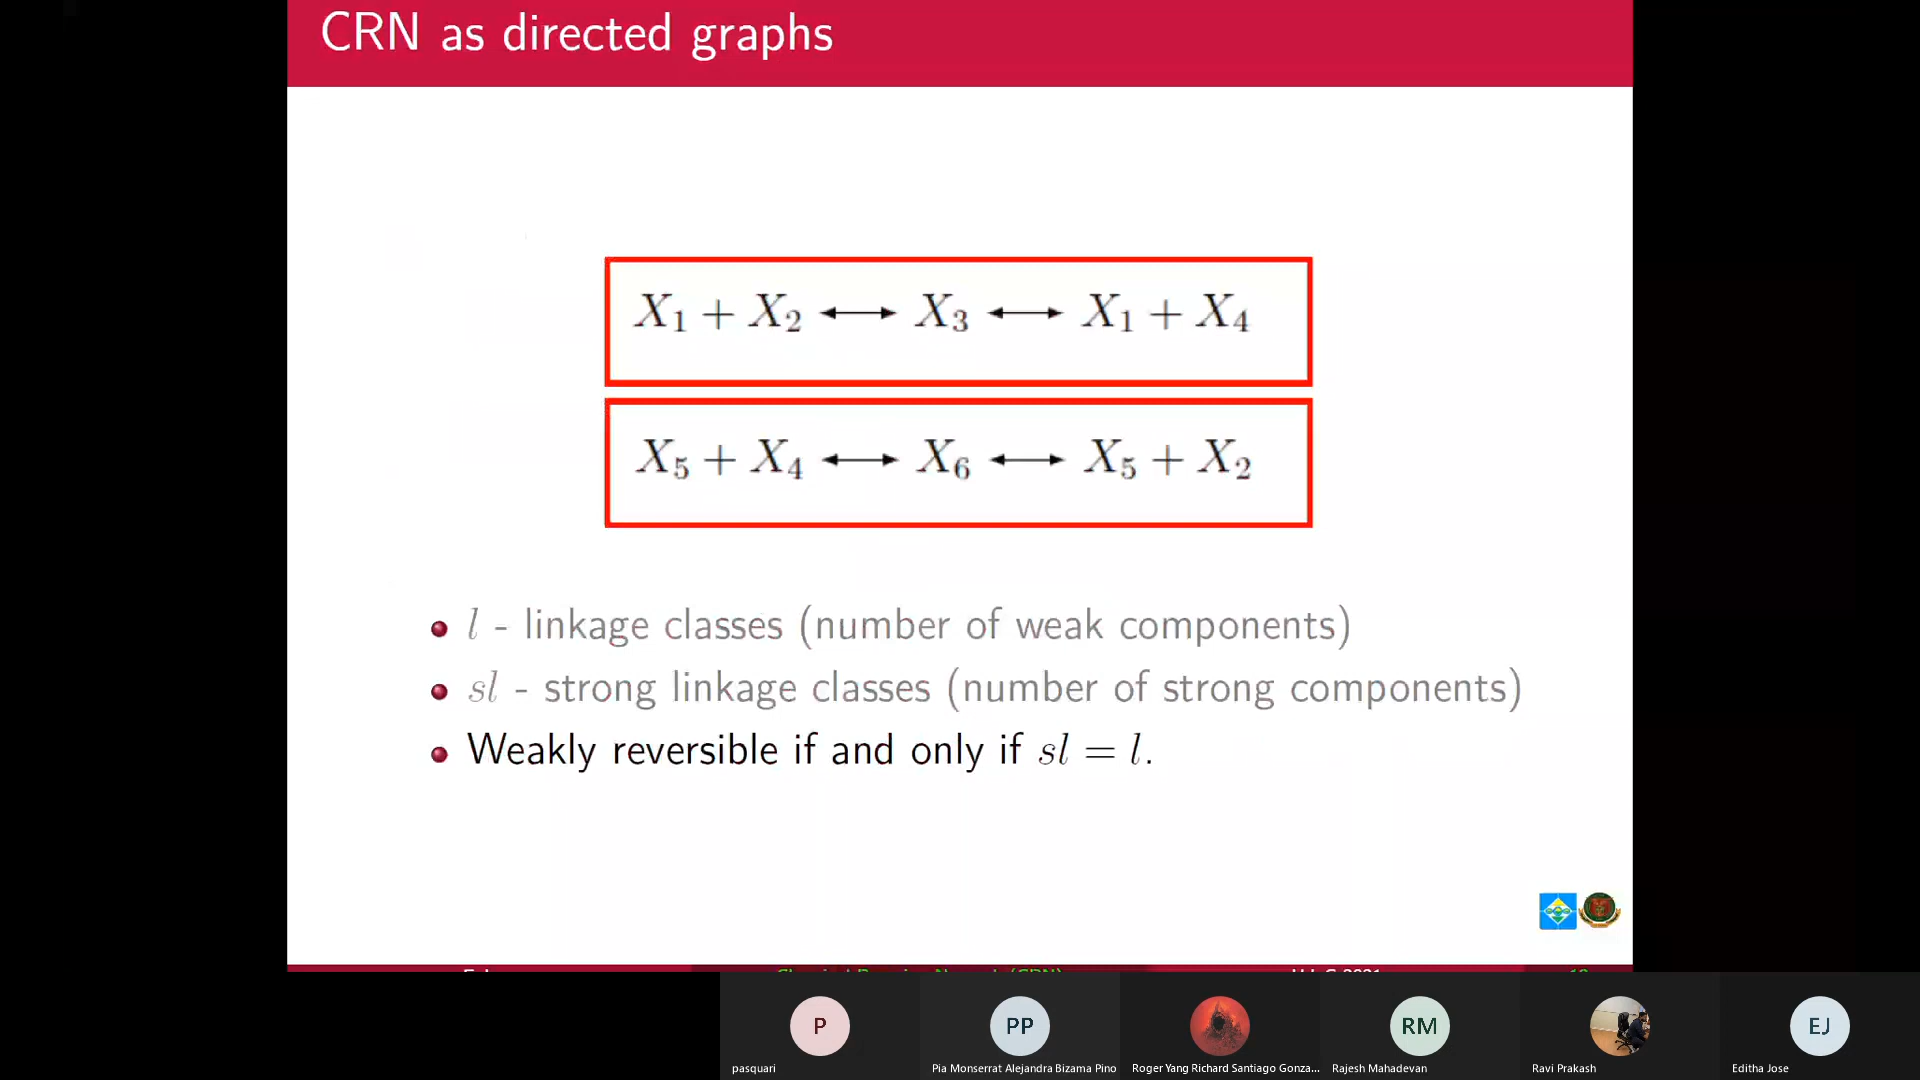 CRN as directed graphs
X₁ + X₂ ⟷ X₃ ⟷ X₁ + X₄
X₅ + X₄ ⟷ X₆ ⟷ X₅ + X₂
l - linkage classes (number of weak components)
sl - strong linkage classes (number of strong components)
Weakly reversible if and only if sl = l.
P
PP
RM
EJ
pasquari
Pia Monserrat Alejandra Bizama Pino
Roger Yang Richard Santiago Gonza...
Rajesh Mahadevan
Ravi Prakash
Editha Jose